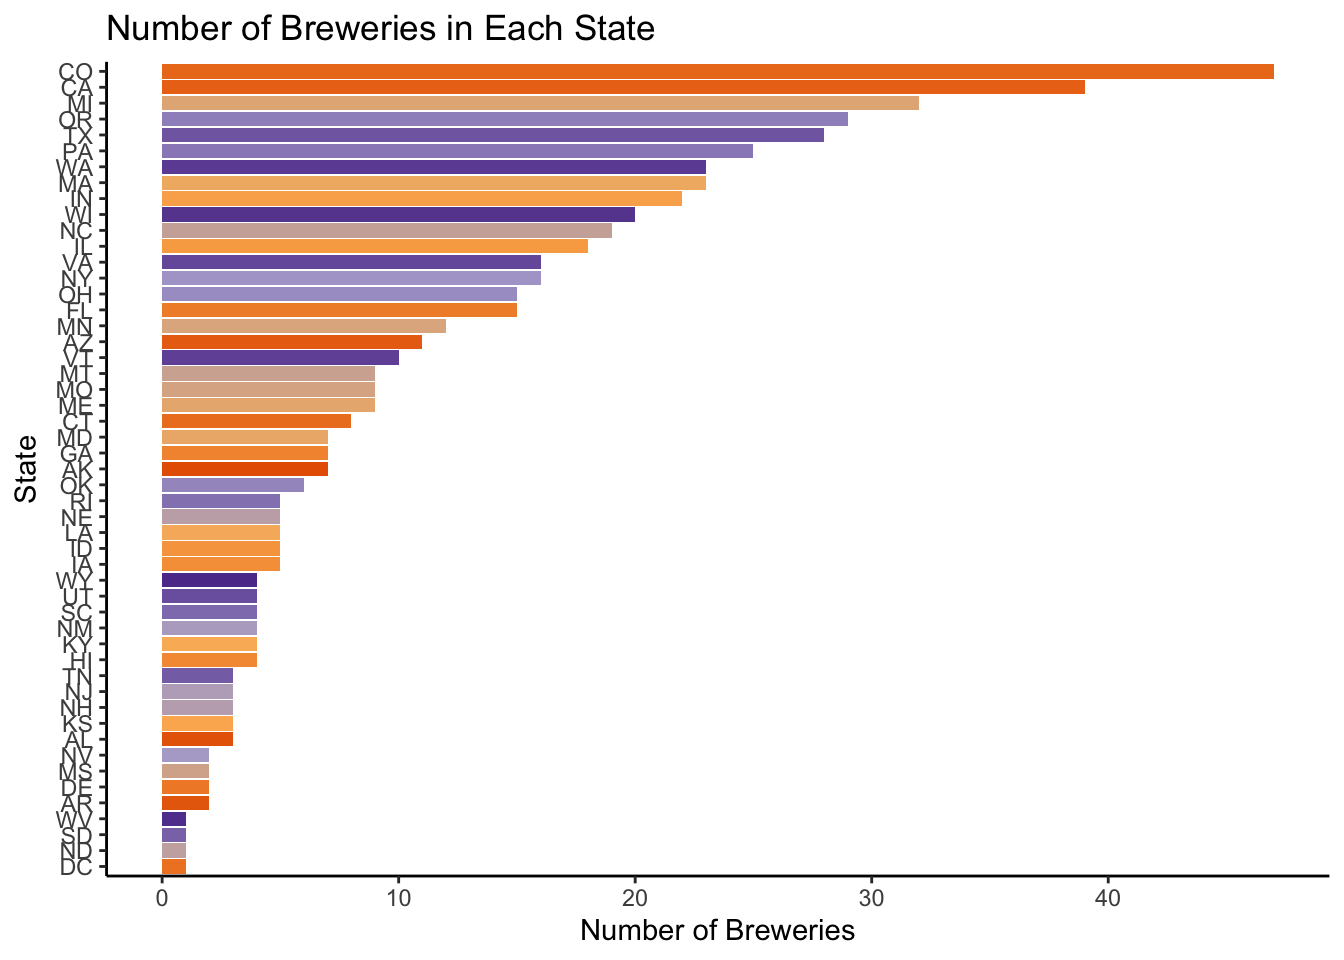 Number of Breweries in Each State
CO
CA
MI
OR
TX
PA
WA
MA
IN
WI
NC
IL
VA
NY
OH
FL
MN
AZ
VT
MT
MO
ME
CT
MD
GA
AK
OK
RI
NE
LA
ID
IA
WY
UT
SC
NM
KY
HI
TN
NJ
NH
KS
AL
NV
MS
DE
AR
WV
SD
ND
DC
State
0 10 20 30 40
Number of Breweries